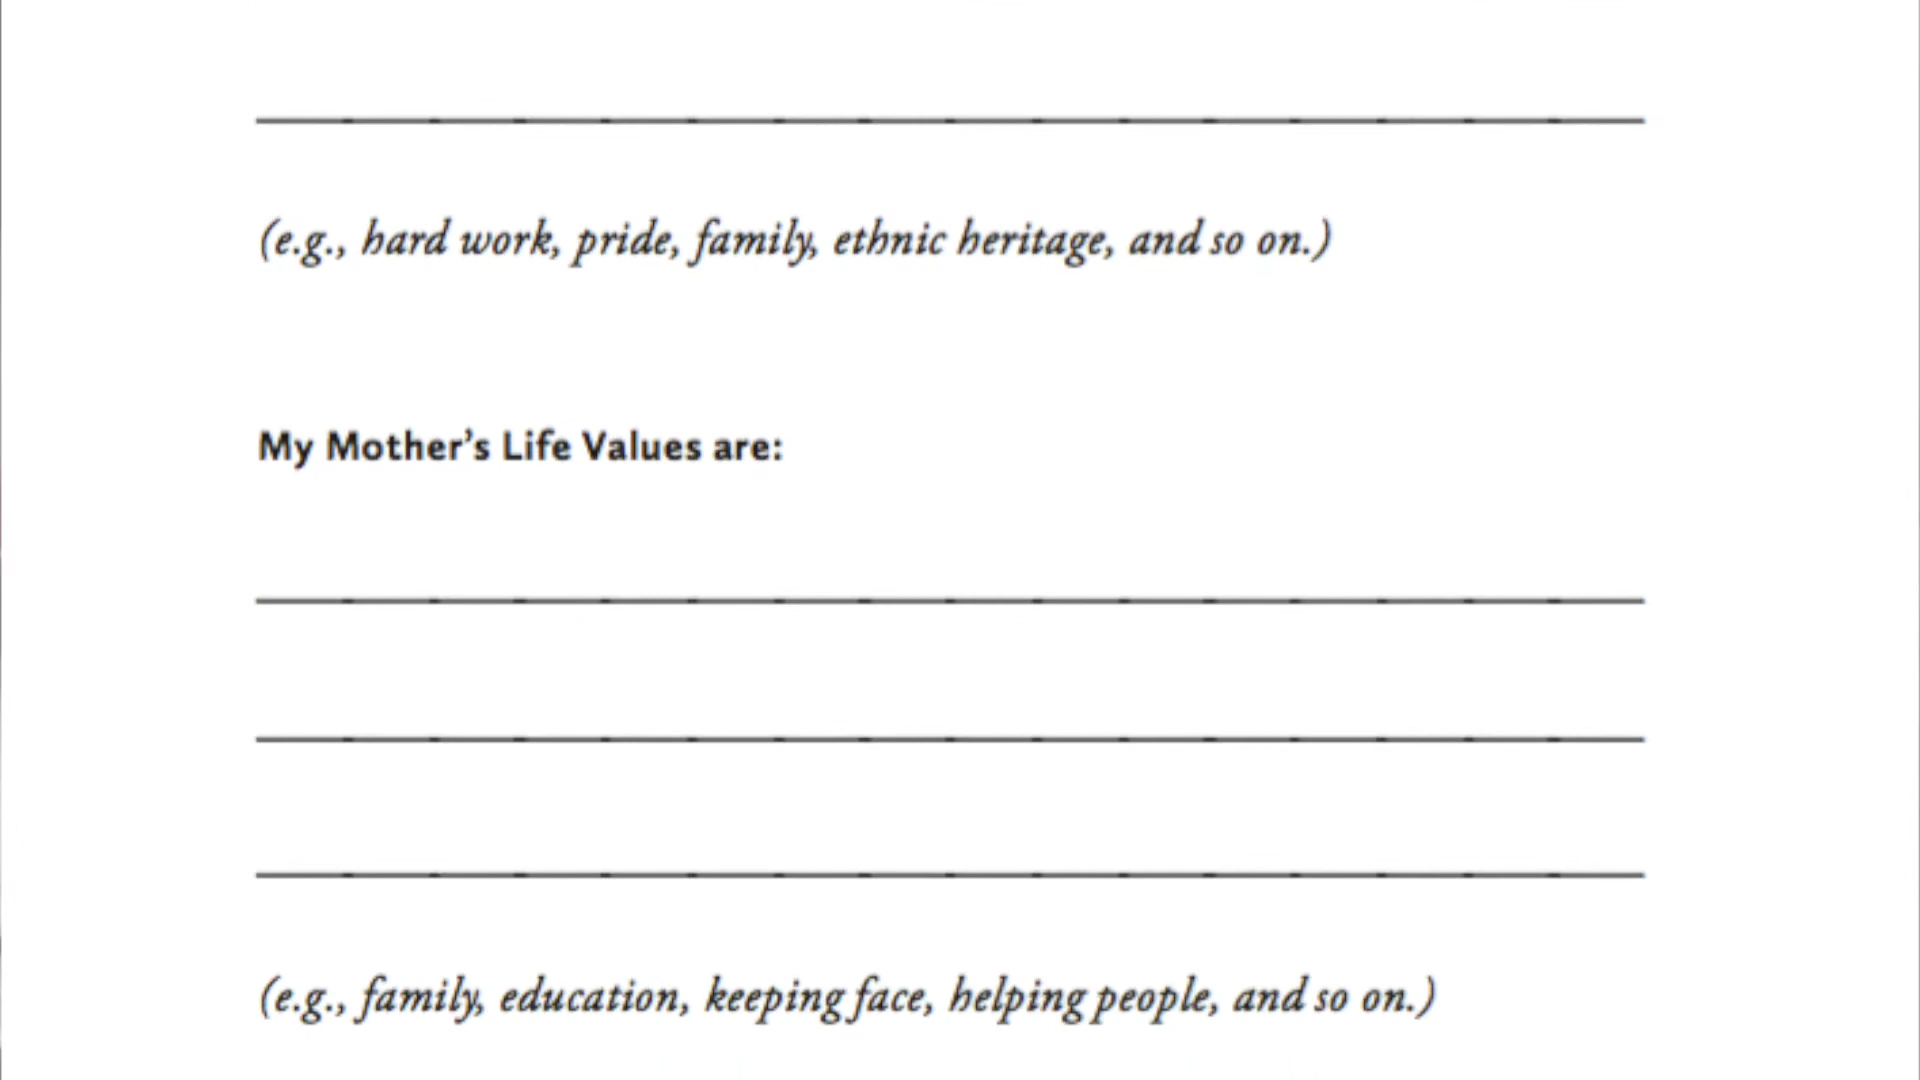 (e.g., hard work, pride, family, ethnic heritage, and so on.)
My Mother’s Life Values are:
(e.g., family, education, keeping face, helping people, and so on.)